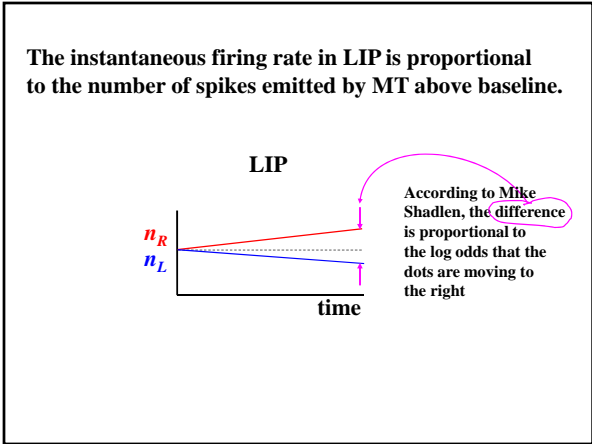 The instantaneous firing rate in LIP is proportional
to the number of spikes emitted by MT above baseline.
LIP
According to Mike
Shadlen, the difference
is proportional to
the log odds that the
dots are moving to
the right
n_R
n_L
time